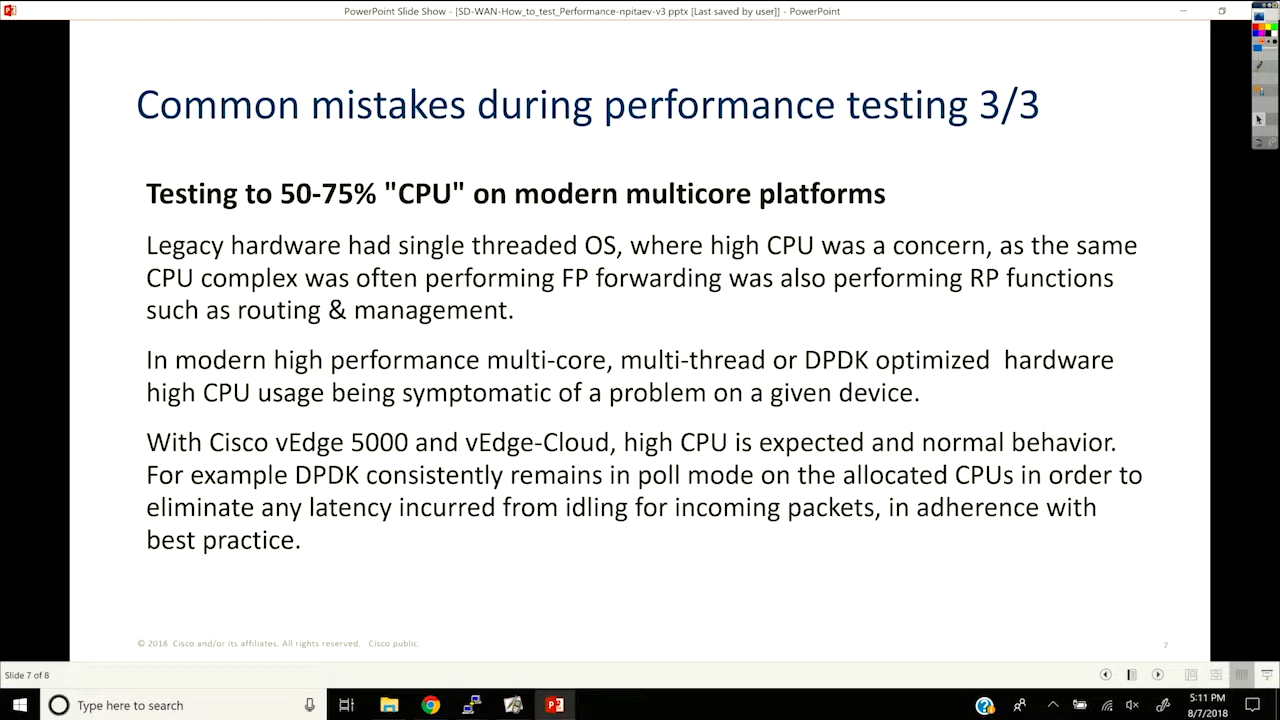 PowerPoint Slide Show - [SD-WAN-How_to_test_Performance-npitaev-v3.pptx [Last saved by user]] - PowerPoint
Common mistakes during performance testing 3/3
Testing to 50-75% "CPU" on modern multicore platforms
Legacy hardware had single threaded OS, where high CPU was a concern, as the same
CPU complex was often performing FP forwarding was also performing RP functions
such as routing & management.
In modern high performance multi-core, multi-thread or DPDK optimized  hardware
high CPU usage being symptomatic of a problem on a given device.
With Cisco vEdge 5000 and vEdge-Cloud, high CPU is expected and normal behavior.
For example DPDK consistently remains in poll mode on the allocated CPUs in order to
eliminate any latency incurred from idling for incoming packets, in adherence with
best practice.
© 2018 Cisco and/or its affiliates. All rights reserved. Cisco public.
7
Slide 7 of 8
Type here to search
5:11 PM
8/7/2018